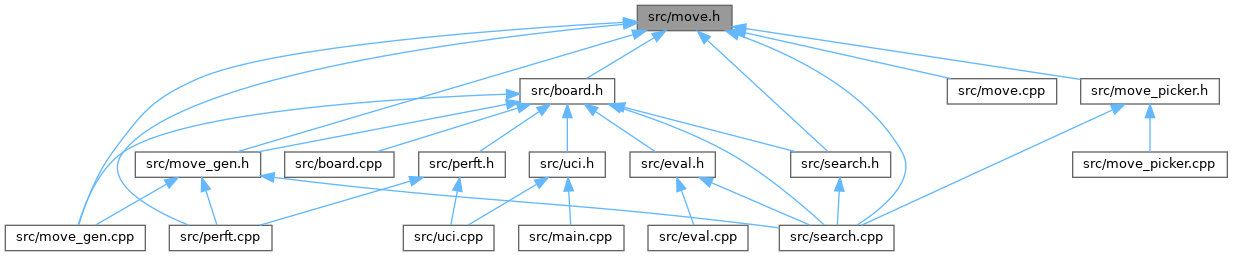 src/move.h
src/board.h
src/move.cpp
src/move_picker.h
src/move_gen.h
src/board.cpp
src/perft.h
src/uci.h
src/eval.h
src/search.h
src/move_picker.cpp
src/move_gen.cpp
src/perft.cpp
src/uci.cpp
src/main.cpp
src/eval.cpp
src/search.cpp